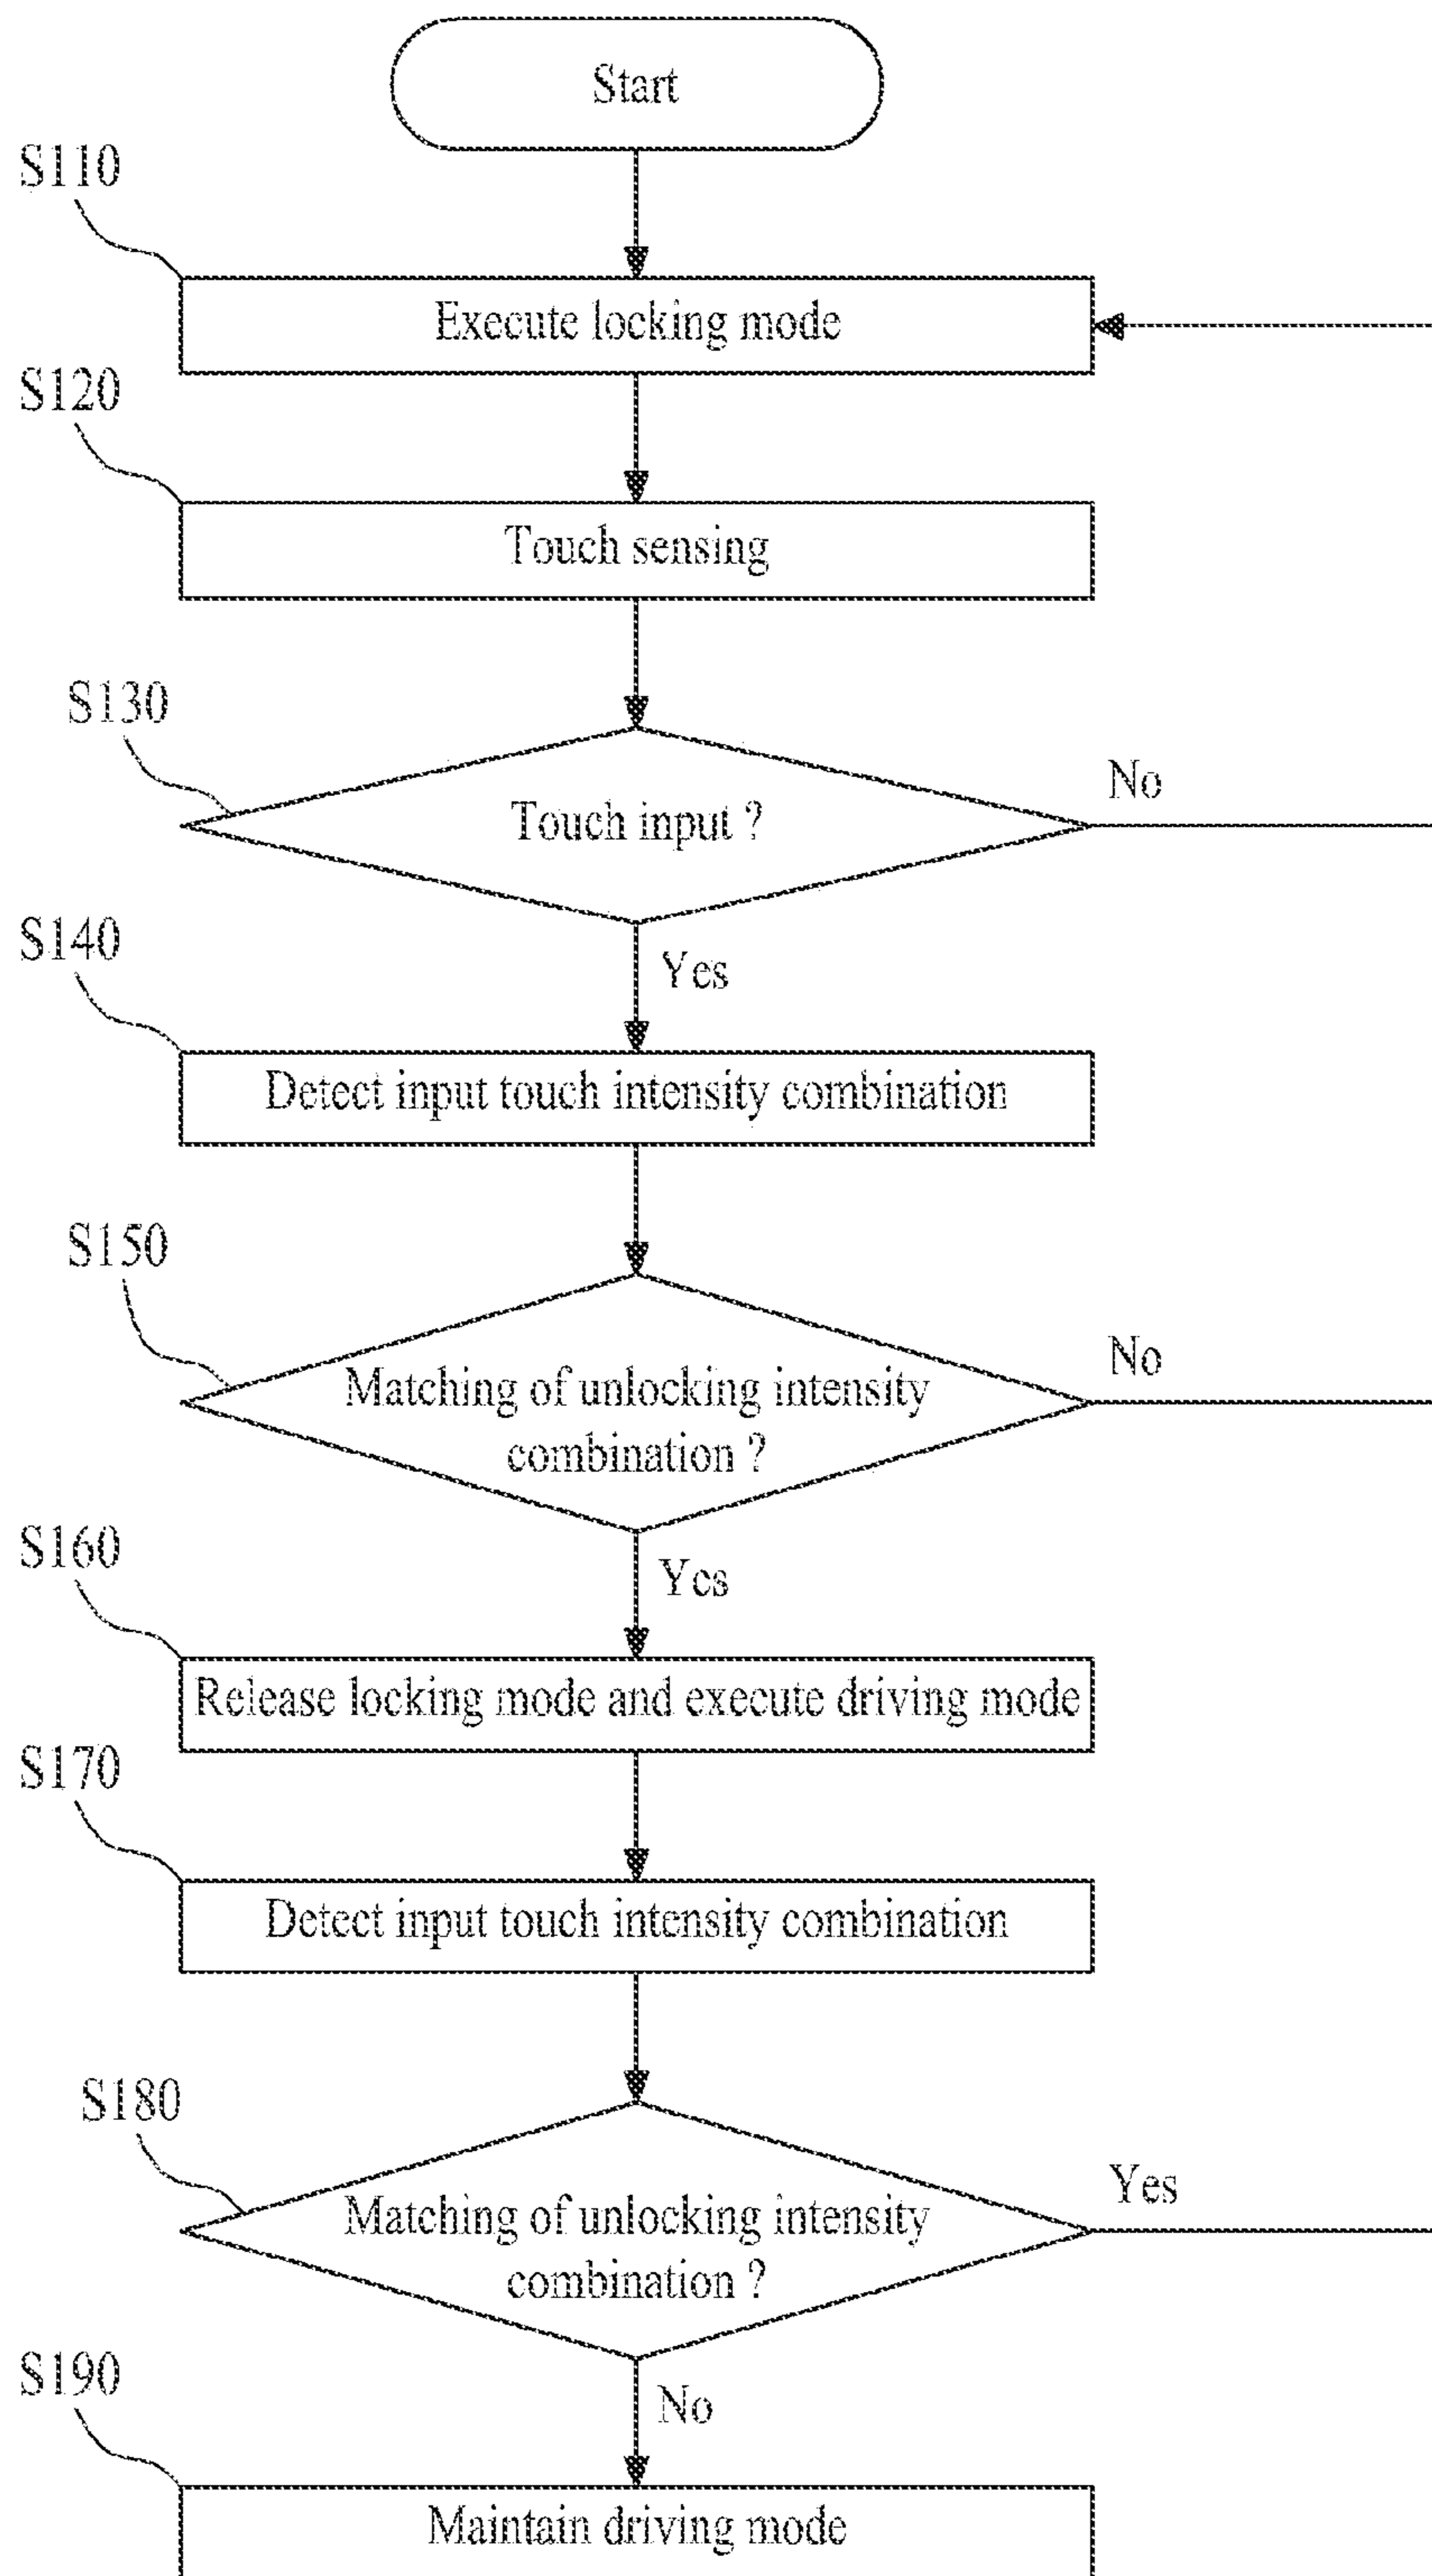 Start
S110
Execute locking mode
S120
Touch sensing
S130
Touch input ?
No
Yes
S140
Detect input touch intensity combination
S150
Matching of unlocking intensity
combination ?
No
Yes
S160
Release locking mode and execute driving mode
S170
Detect input touch intensity combination
S180
Matching of unlocking intensity
combination ?
Yes
No
S190
Maintain driving mode